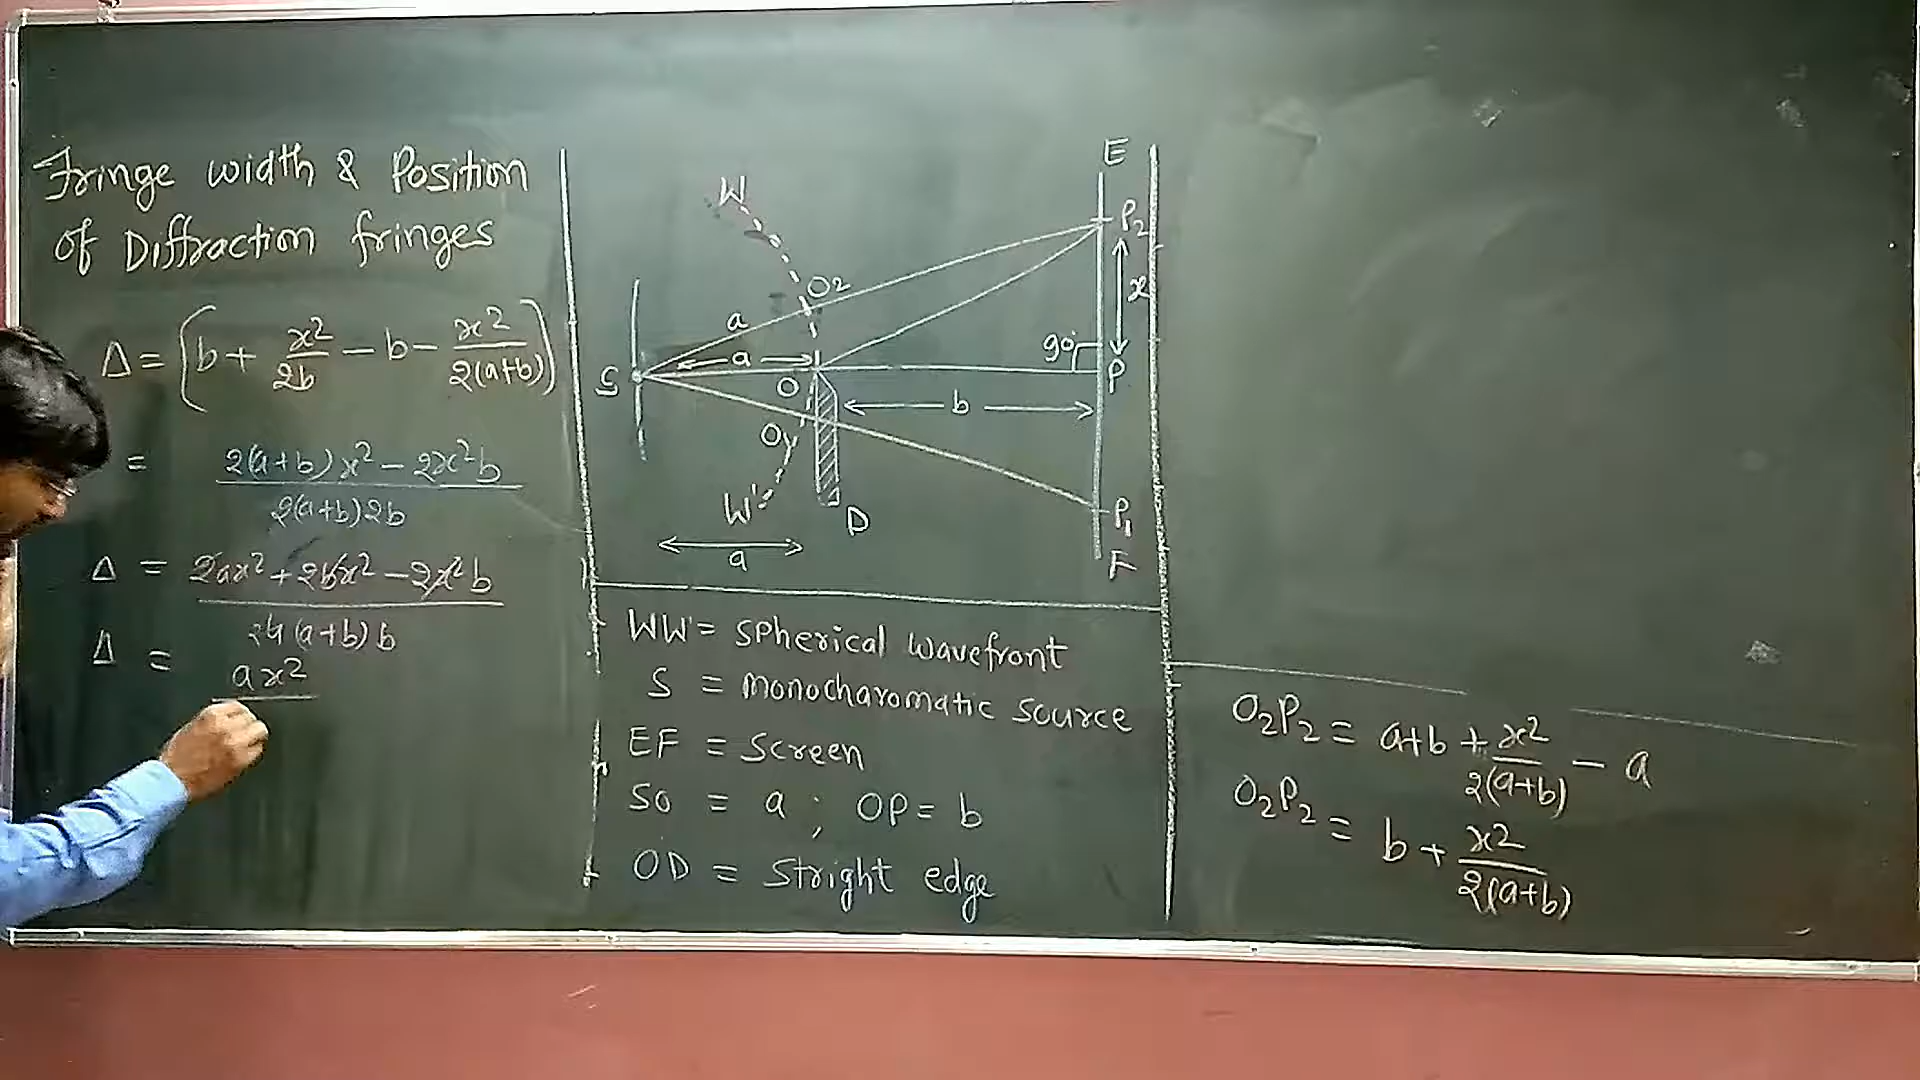 Fringe width & Position
of Diffraction fringes
Δ = [b + x²/2b - b - x²/2(a+b)]
= 2(a+b)x² - 2x²b / 2(a+b)2b
Δ = 2ax² + 2bx² - 2x²b / 24(a+b)b
Δ = ax²
W
O2
a
a
S
O
W'
D
a
E
P2
x
90°
P
b
P1
F
WW' = Spherical wavefront
S = monocharomatic source
EF = Screen
SO = a ; OP = b
OD = Stright edge
O2P2 = a+b + x²/2(a+b) - a
O2P2 = b + x²/2(a+b)